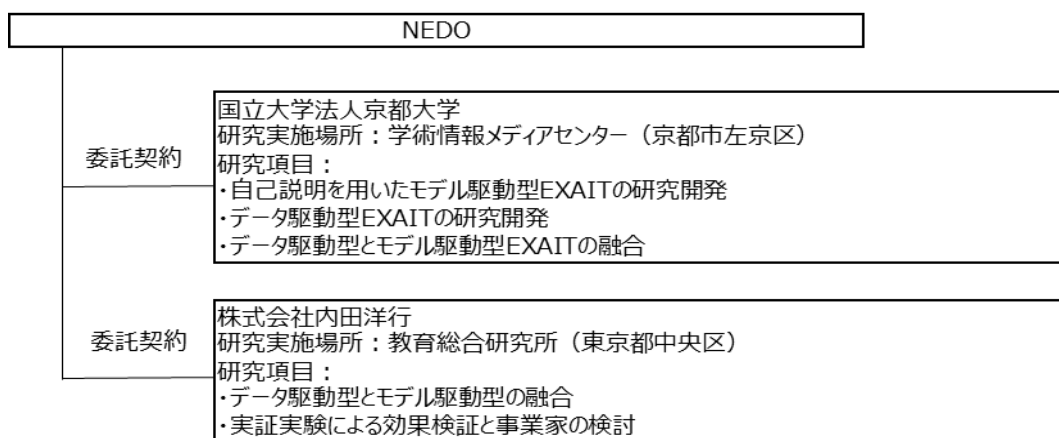 NEDO
委託契約
国立大学法人京都大学
研究実施場所：学術情報メディアセンター（京都市左京区）
研究項目：
・自己説明を用いたモデル駆動型EXAITの研究開発
・データ駆動型EXAITの研究開発
・データ駆動型とモデル駆動型EXAITの融合
委託契約
株式会社内田洋行
研究実施場所：教育総合研究所（東京都中央区）
研究項目：
・データ駆動型とモデル駆動型の融合
・実証実験による効果検証と事業家の検討